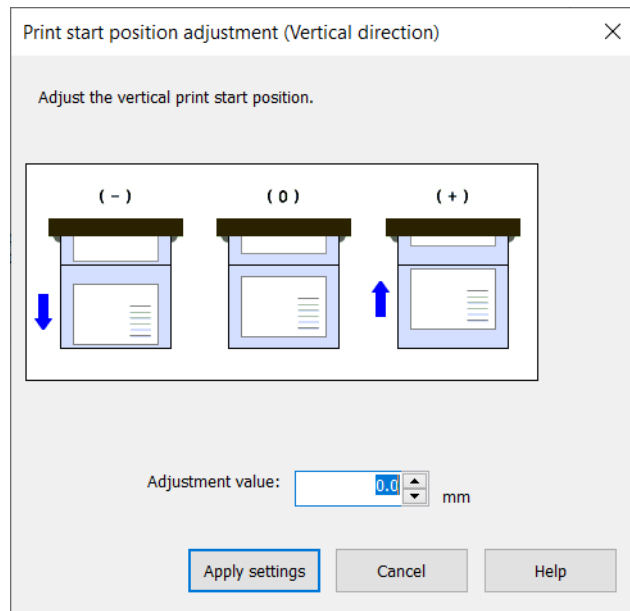 Print start position adjustment (Vertical direction)
Adjust the vertical print start position.
( - ) ( 0 ) ( + )
Adjustment value: 0.0 mm
Apply settings Cancel Help